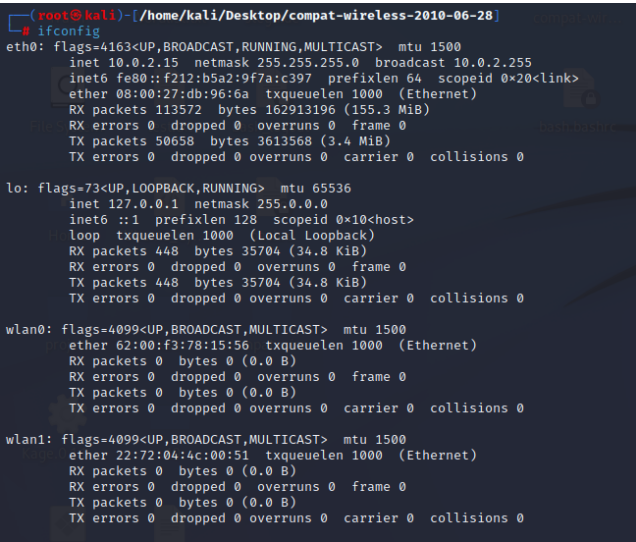 (root㉿kali)-[/home/kali/Desktop/compat-wireless-2010-06-28]
# ifconfig
eth0: flags=4163<UP,BROADCAST,RUNNING,MULTICAST>  mtu 1500
inet 10.0.2.15  netmask 255.255.255.0  broadcast 10.0.2.255
inet6 fe80::f212:b5a2:9f7a:c397  prefixlen 64  scopeid 0×20<link>
ether 08:00:27:db:96:6a  txqueuelen 1000  (Ethernet)
RX packets 113572  bytes 162913196 (155.3 MiB)
RX errors 0  dropped 0  overruns 0  frame 0
TX packets 50658  bytes 3613568 (3.4 MiB)
TX errors 0  dropped 0 overruns 0  carrier 0  collisions 0
lo: flags=73<UP,LOOPBACK,RUNNING>  mtu 65536
inet 127.0.0.1  netmask 255.0.0.0
inet6 ::1  prefixlen 128  scopeid 0×10<host>
loop  txqueuelen 1000  (Local Loopback)
RX packets 448  bytes 35704 (34.8 KiB)
RX errors 0  dropped 0  overruns 0  frame 0
TX packets 448  bytes 35704 (34.8 KiB)
TX errors 0  dropped 0 overruns 0  carrier 0  collisions 0
wlan0: flags=4099<UP,BROADCAST,MULTICAST>  mtu 1500
ether 62:00:f3:78:15:56  txqueuelen 1000  (Ethernet)
RX packets 0  bytes 0 (0.0 B)
RX errors 0  dropped 0  overruns 0  frame 0
TX packets 0  bytes 0 (0.0 B)
TX errors 0  dropped 0 overruns 0  carrier 0  collisions 0
wlan1: flags=4099<UP,BROADCAST,MULTICAST>  mtu 1500
ether 22:72:04:4c:00:51  txqueuelen 1000  (Ethernet)
RX packets 0  bytes 0 (0.0 B)
RX errors 0  dropped 0  overruns 0  frame 0
TX packets 0  bytes 0 (0.0 B)
TX errors 0  dropped 0 overruns 0  carrier 0  collisions 0